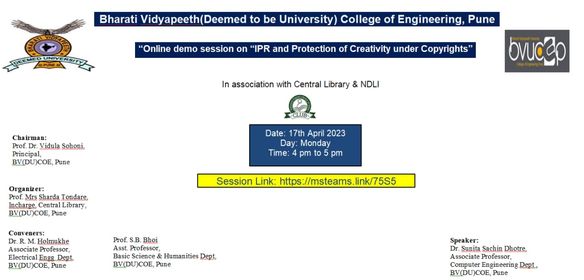 Bharati Vidyapeeth(Deemed to be University) College of Engineering, Pune
"Online demo session on "IPR and Protection of Creativity under Copyrights"
BHARATI VIDYAPEETH
DEEMED UNIVERSITY
PUNE
bvucoep
In association with Central Library & NDLI
Date: 17th April 2023
Day: Monday
Time: 4 pm to 5 pm
Session Link: https://msteams.link/75S5
Chairman:
Prof. Dr. Vidula Sohoni,
Principal,
BV(DU)COE, Pune
Organizer:
Prof. Mrs Sharda Tondare,
Incharge, Central Library,
BV(DU)COE, Pune
Conveners:
Dr. R. M. Holmukhe
Associate Professor,
Electrical Engg Dept,
BV(DU)COE, Pune
Prof. S.B. Bhoi
Asst. Professor,
Basic Science & Humanities Dept,
BV(DU)COE, Pune
Speaker:
Dr. Sunita Sachin Dhotre,
Associate Professor,
Computer Engineering Dept ,
BV(DU)COE, Pune